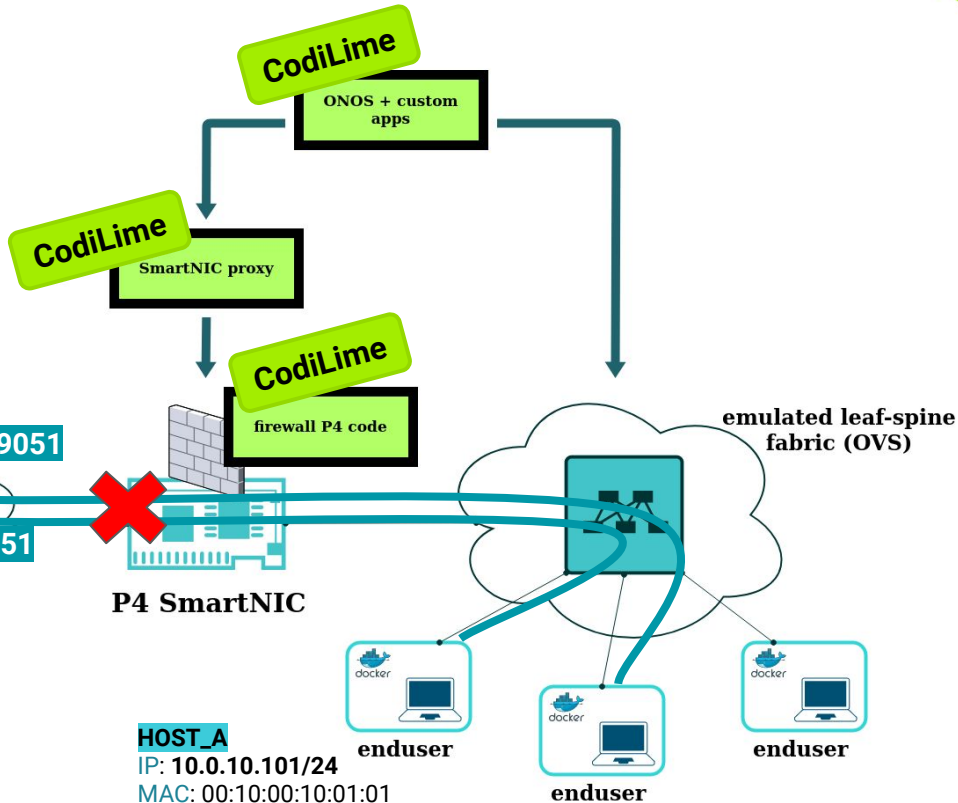 CodiLime
ONOS + custom
apps
CodiLime
SmartNIC proxy
CodiLime
firewall P4 code
emulated leaf-spine
fabric (OVS)
9051
51
P4 SmartNIC
docker
docker
docker
HOST_A
IP: 10.0.10.101/24
MAC: 00:10:00:10:01:01
enduser
enduser
enduser